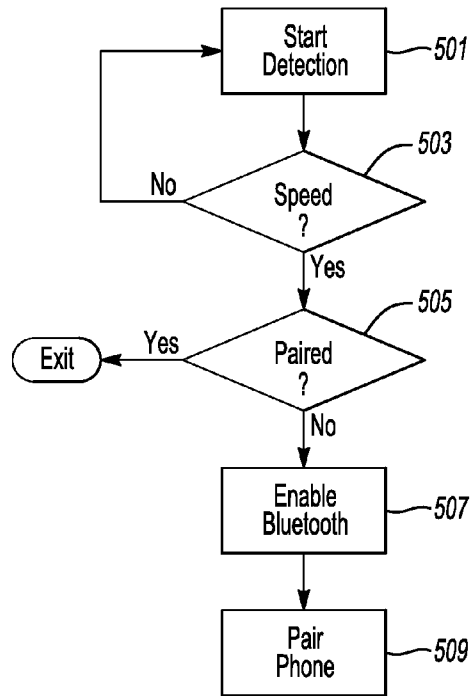 Start
Detection
501
503
No
Speed
?
Yes
505
Exit
Yes
Paired
?
No
Enable
Bluetooth
507
Pair
Phone
509